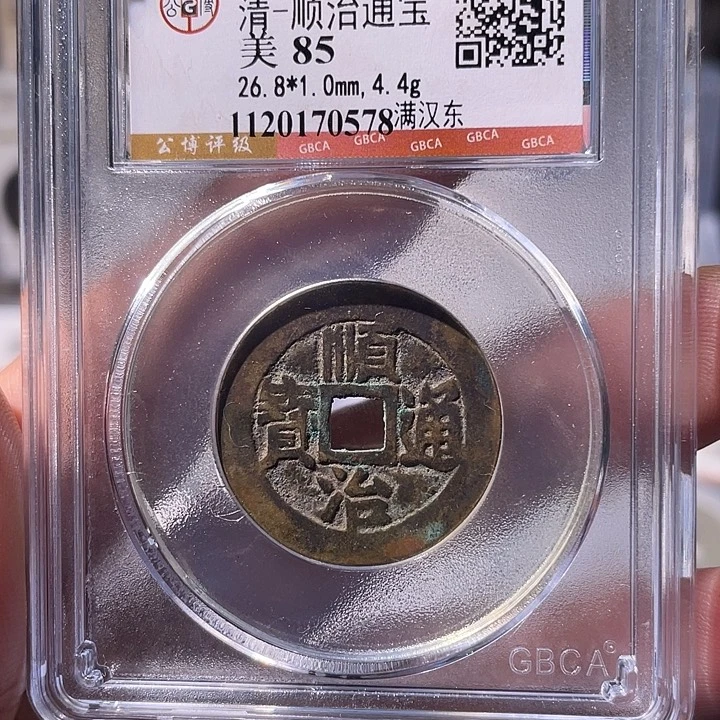 清-顺治通宝
美 85
26.8*1.0mm,4.4g
1120170578满汉东
公博评级 GBCA GBCA GBCA GBCA GBCA
順
寶 通
治
GBCA